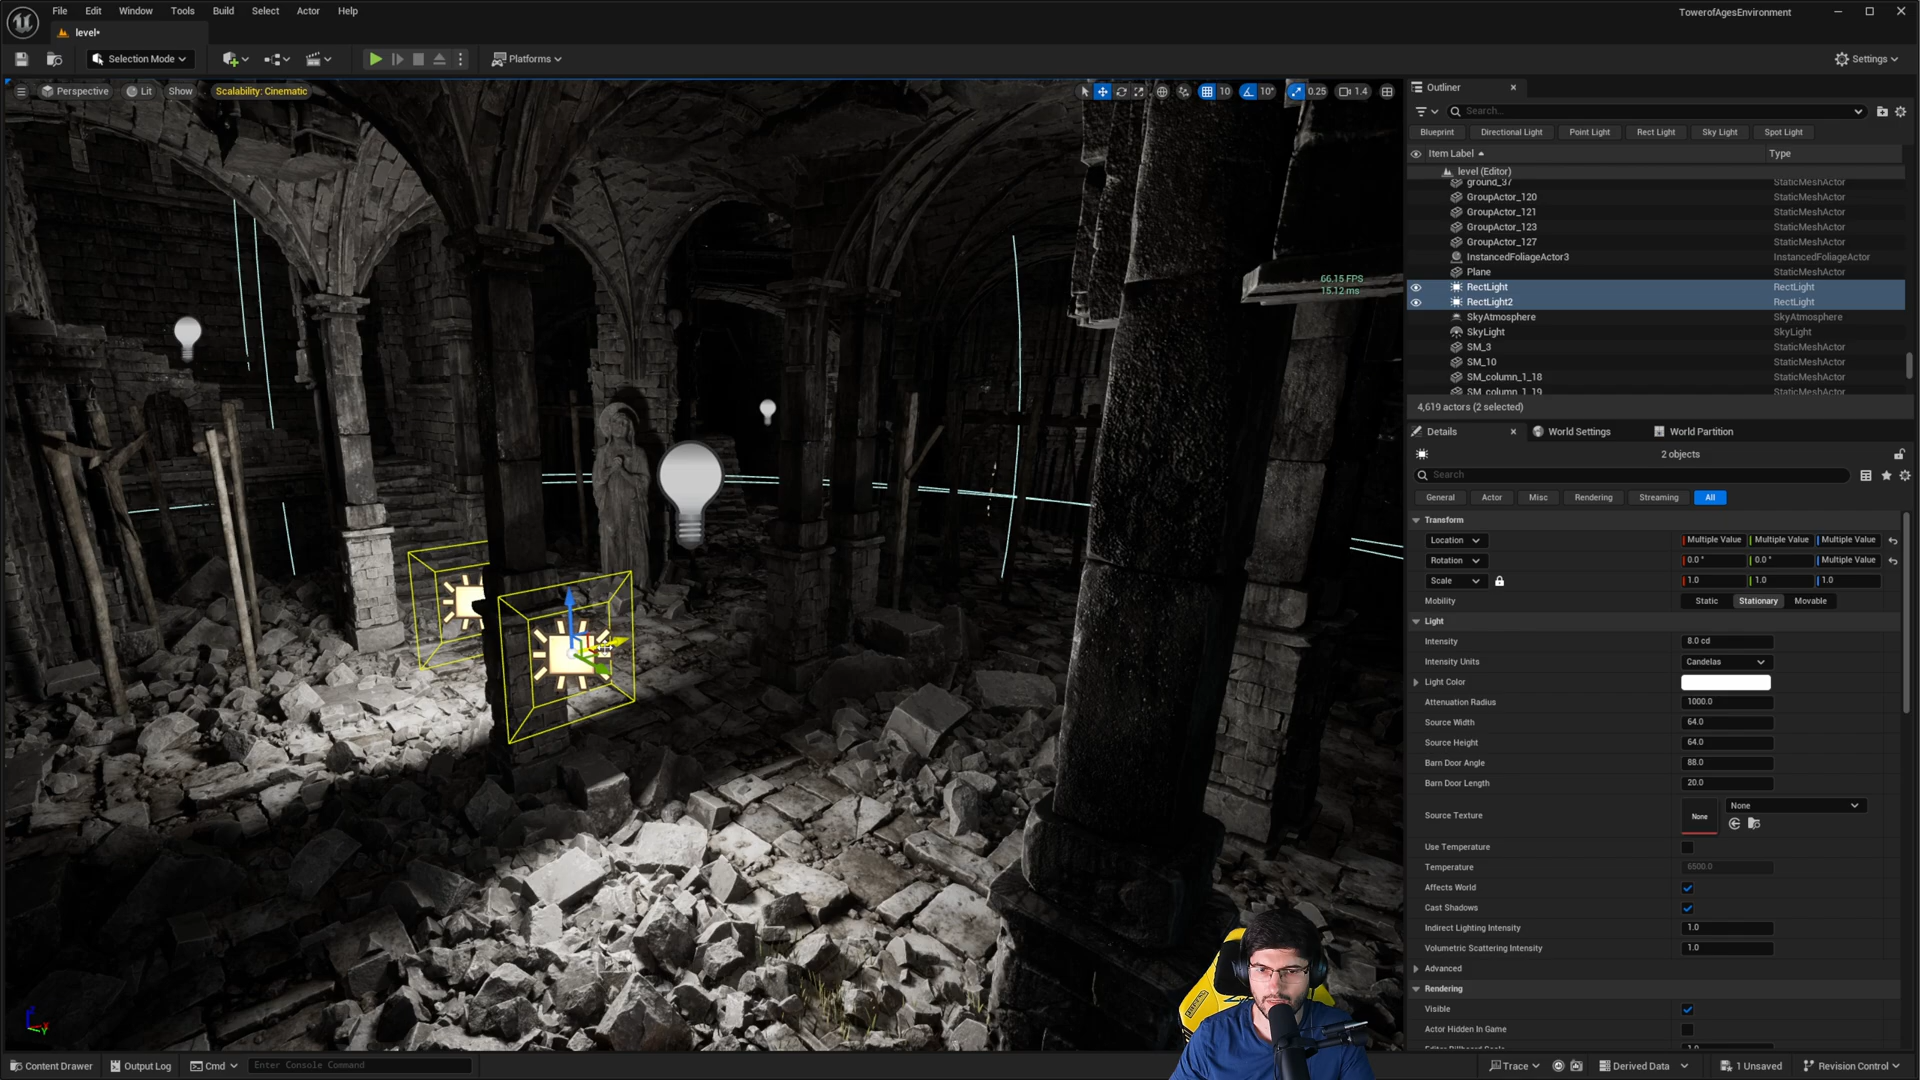 File Edit Window Tools Build Select Actor Help
TowerofAgesEnvironment
level•
Selection Mode
Platforms
Settings
Perspective Lit Show Scalability: Cinematic
10 10° 0.25 1.4
66.15 FPS
15.12 ms
Outliner
Search...
Blueprint Directional Light Point Light Rect Light Sky Light Spot Light
Item Label Type
level (Editor)
ground_37 StaticMeshActor
GroupActor_120 StaticMeshActor
GroupActor_121 StaticMeshActor
GroupActor_123 StaticMeshActor
GroupActor_127 StaticMeshActor
InstancedFoliageActor3 InstancedFoliageActor
Plane StaticMeshActor
RectLight RectLight
RectLight2 RectLight
SkyAtmosphere SkyAtmosphere
SkyLight SkyLight
SM_3 StaticMeshActor
SM_10 StaticMeshActor
SM_column_1_18 StaticMeshActor
SM_column_1_19 StaticMeshActor
4,619 actors (2 selected)
Details World Settings World Partition
2 objects
Search
General Actor Misc Rendering Streaming All
Transform
Location Multiple Value Multiple Value Multiple Value
Rotation 0.0 ° 0.0 ° Multiple Value
Scale 1.0 1.0 1.0
Mobility Static Stationary Movable
Light
Intensity 8.0 cd
Intensity Units Candelas
Light Color
Attenuation Radius 1000.0
Source Width 64.0
Source Height 64.0
Barn Door Angle 88.0
Barn Door Length 20.0
Source Texture None None
Use Temperature
Temperature 6500.0
Affects World
Cast Shadows
Indirect Lighting Intensity 1.0
Volumetric Scattering Intensity 1.0
Advanced
Rendering
Visible
Actor Hidden In Game
Editor Billboard Scale 1.0
Content Drawer Output Log Cmd Enter Console Command
Trace Derived Data 1 Unsaved Revision Control